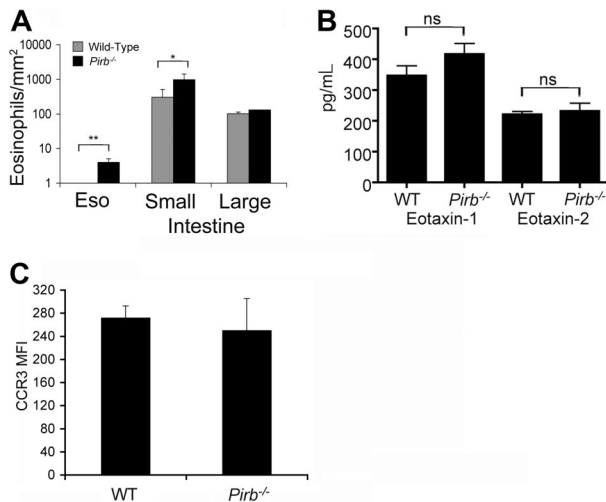 A
Eosinophils/mm²
10000
1000
100
10
1
Wild-Type
Pirb⁻/⁻
*
**
Eso Small Large
Intestine
B
pg/mL
500
400
300
200
100
0
ns
ns
WT Pirb⁻/⁻ WT Pirb⁻/⁻
Eotaxin-1 Eotaxin-2
C
CCR3 MFI
320
280
240
200
160
120
80
40
0
WT Pirb⁻/⁻